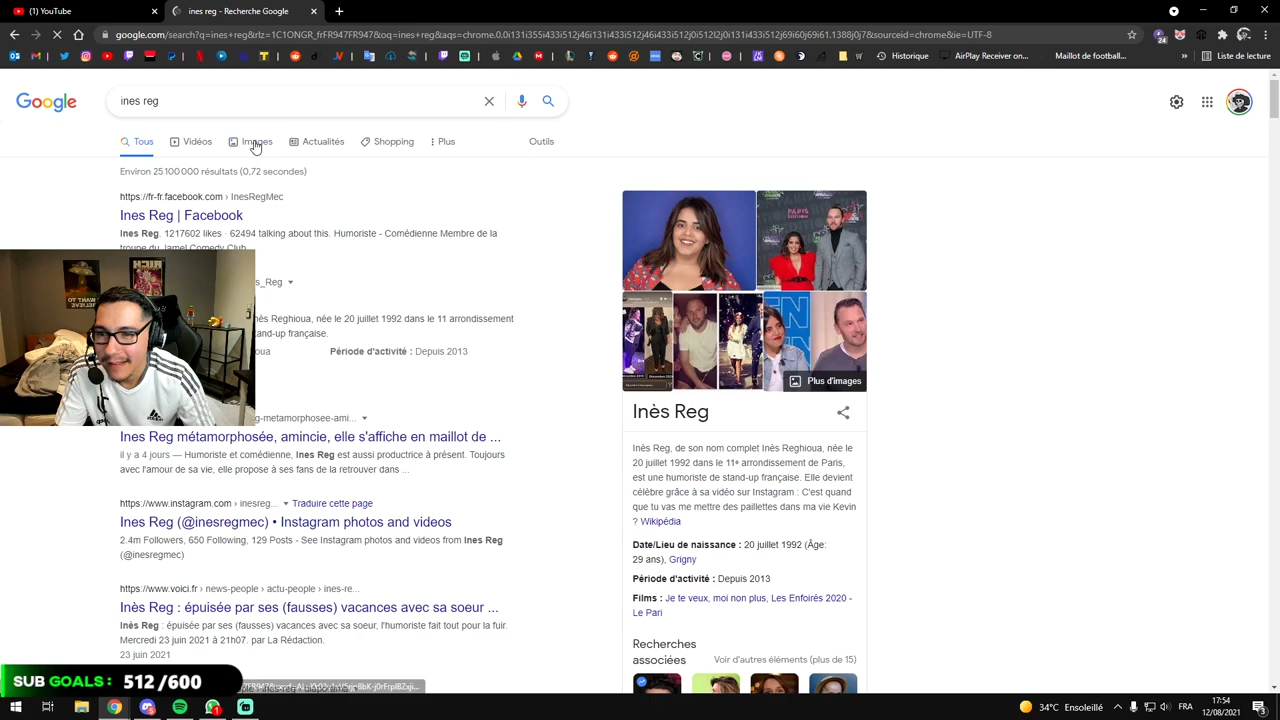 (1) YouTube
google.com/search?q=ines+reg&rlz=1C1ONGR_frFR947FR947&oq=ines+reg&aqs=chrome.0.0i131i355i433i512j46i131i433i512j46i433i512j0i512l2j0i131i433i512j69i60j69i61.1388j0j7&sourceid=chrome&ie=UTF-8
Historique
AirPlay Receiver on...
Maillot de football...
Liste de lecture
Google
ines reg
Tous
Vidéos
Images
Actualités
Shopping
Plus
Outils
Environ 25 100 000 résultats (0,72 secondes)
https://fr-fr.facebook.com › InesRegMec
Ines Reg | Facebook
Ines Reg. 1217602 likes · 62494 talking about this. Humoriste - Comédienne Membre de la
troupe du Jamel Comedy Club
s_Reg
nès Reghioua, née le 20 juillet 1992 dans le 11 arrondissement
tand-up française.
oua
Période d'activité : Depuis 2013
g-metamorphosee-ami...
Ines Reg métamorphosée, amincie, elle s'affiche en maillot de ...
il y a 4 jours — Humoriste et comédienne, Ines Reg est aussi productrice à présent. Toujours
avec l'amour de sa vie, elle propose à ses fans de la retrouver dans ...
https://www.instagram.com › inesreg...
Traduire cette page
Ines Reg (@inesregmec) • Instagram photos and videos
2.4m Followers, 650 Following, 129 Posts - See Instagram photos and videos from Ines Reg
(@inesregmec)
https://www.voici.fr › news-people › actu-people › ines-re...
Inès Reg : épuisée par ses (fausses) vacances avec sa soeur ...
Inès Reg : épuisée par ses (fausses) vacances avec sa soeur, l'humoriste fait tout pour la fuir.
Mercredi 23 juin 2021 à 21h07. par La Rédaction.
23 juin 2021
Plus d'images
Inès Reg
Inès Reg, de son nom complet Inès Reghioua, née le
20 juillet 1992 dans le 11ᵉ arrondissement de Paris,
est une humoriste de stand-up française. Elle devient
célèbre grâce à sa vidéo sur Instagram : C'est quand
que tu vas me mettre des paillettes dans ma vie Kevin
? Wikipédia
Date/Lieu de naissance : 20 juillet 1992 (Âge:
29 ans), Grigny
Période d'activité : Depuis 2013
Films : Je te veux, moi non plus, Les Enfoirés 2020 -
Le Pari
Recherches
associées
Voir d'autres éléments (plus de 15)
SUB GOALS : 512 /600
34°C Ensoleillé
FRA
17:54
12/08/2021